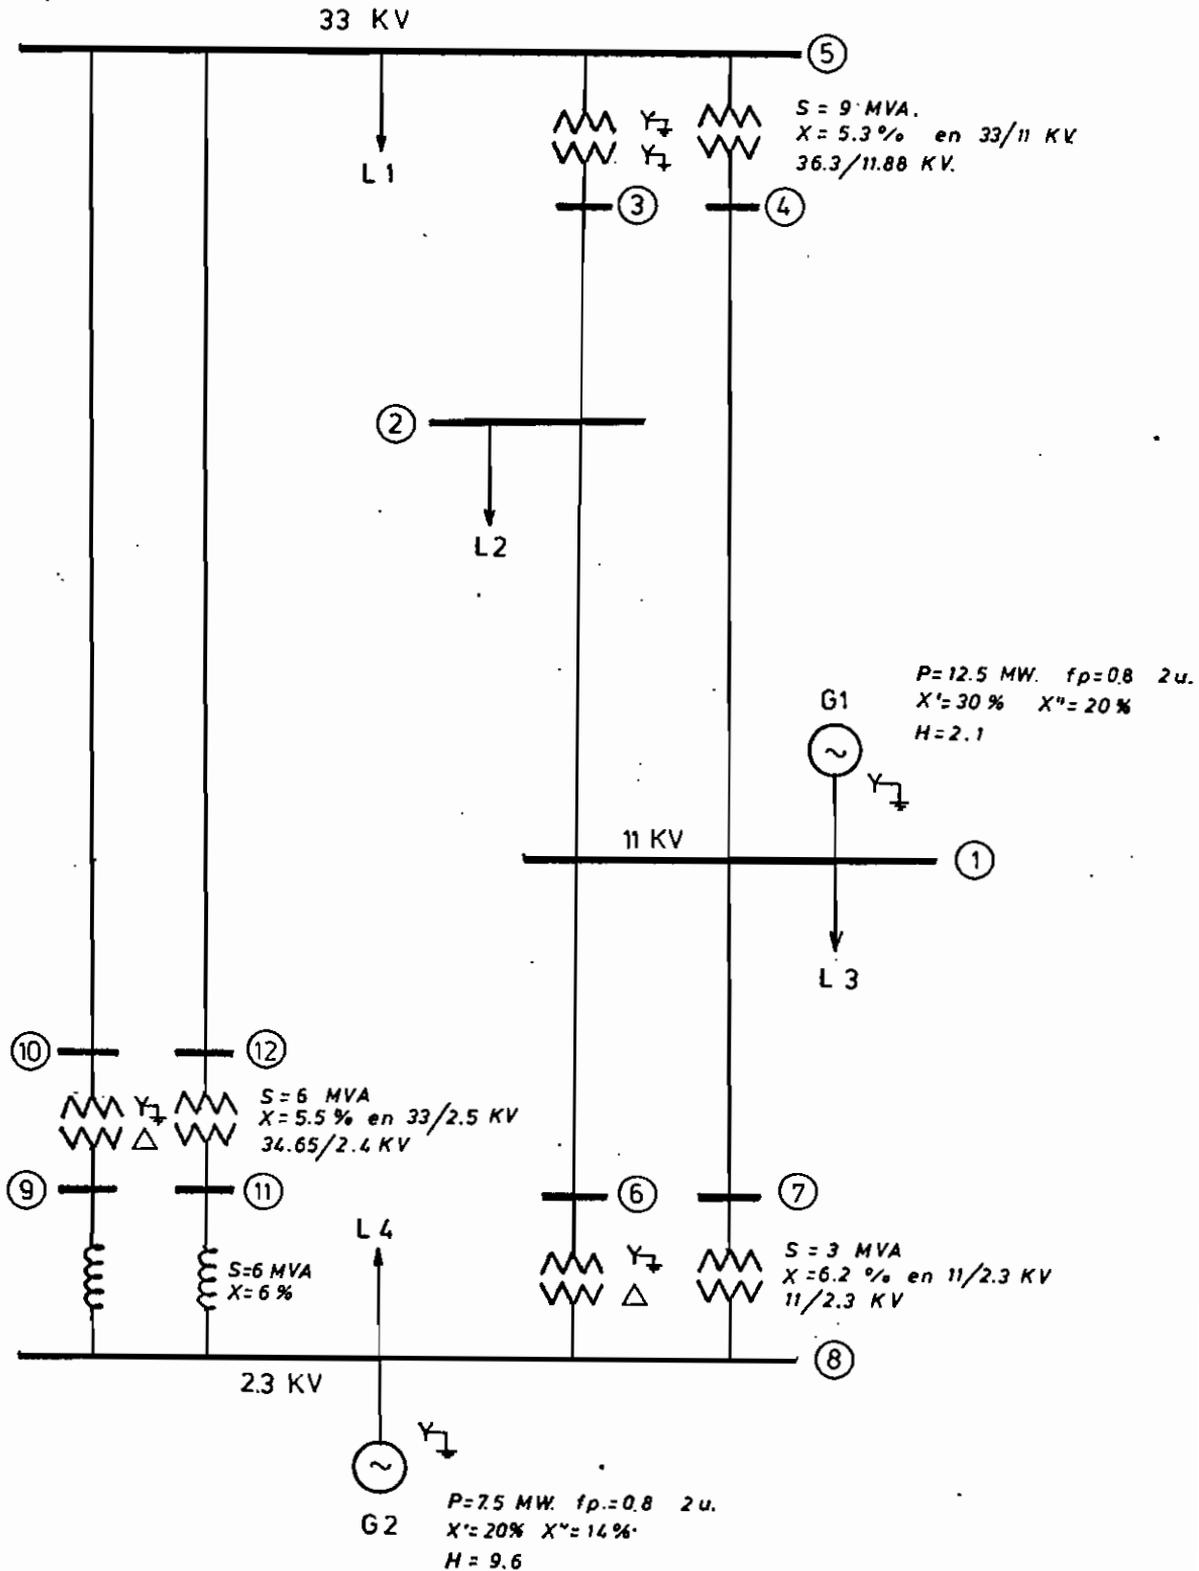 33 KV
5
S = 9 MVA.
X = 5.3 % en 33/11 KV.
36.3/11.88 KV.
L 1
3
4
2
L 2
P=12.5 MW. fp=0.8 2u.
X'=30 % X"=20 %
H=2.1
G1
11 KV
1
L 3
10
12
S = 6 MVA
X = 5.5 % en 33/2.5 KV
34.65/2.4 KV
9
11
6
7
L 4
S=6 MVA
X=6 %
S = 3 MVA
X = 6.2 % en 11/2.3 KV
11/2.3 KV
8
2.3 KV
G2
P=7.5 MW. fp.=0.8 2u.
X'=20% X"=14%
H = 9.6